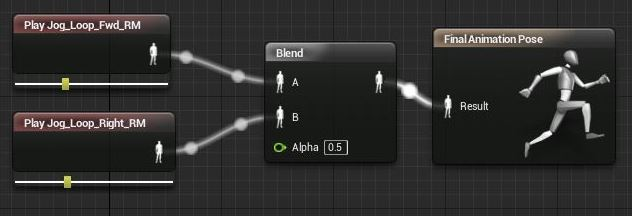 Play Jog_Loop_Fwd_RM
Blend
Final Animation Pose
A
Result
Play Jog_Loop_Right_RM
B
Alpha 0.5